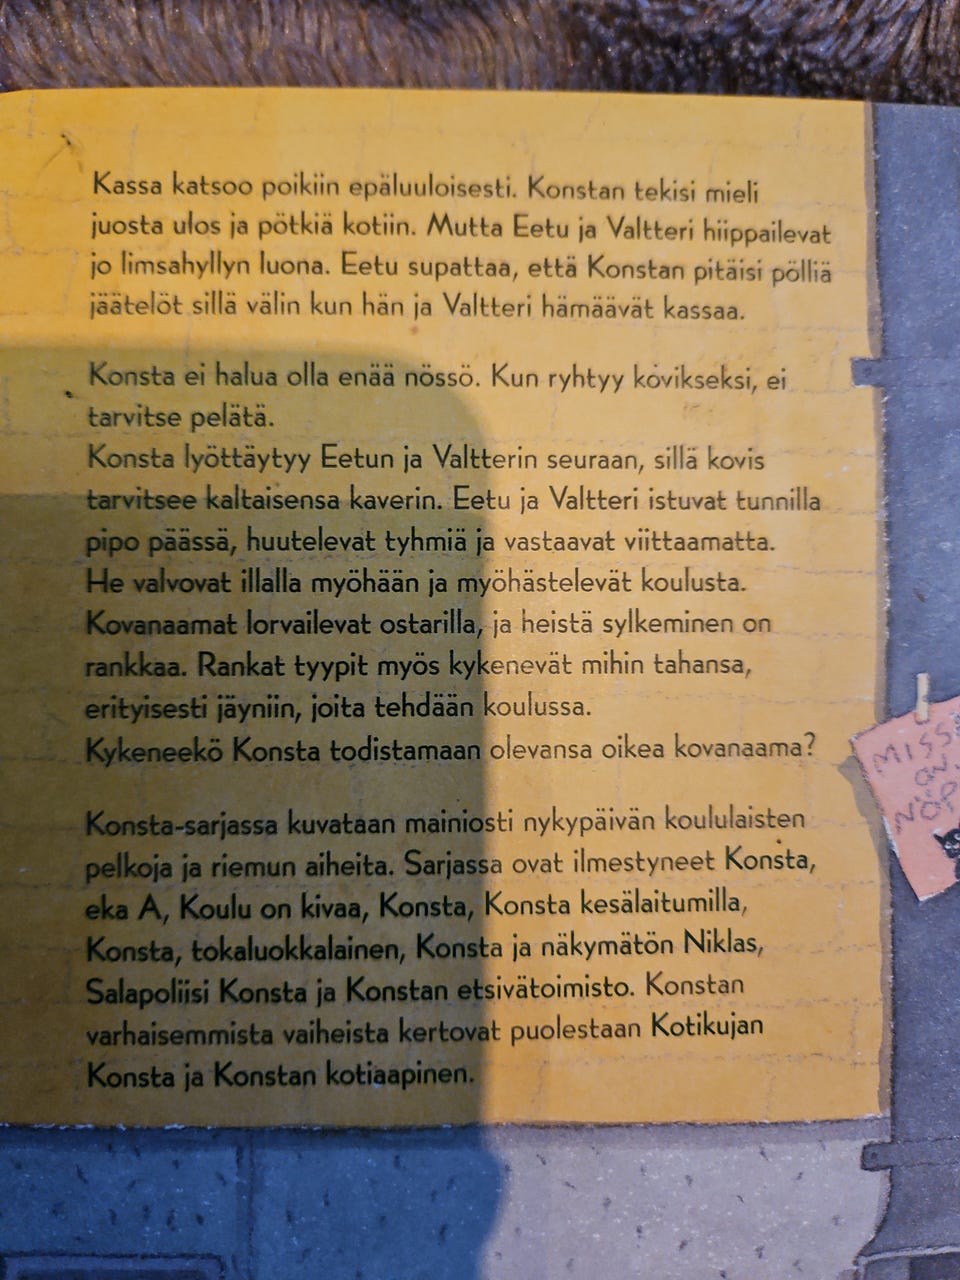 Kassa katsoo poikiin epäluuloisesti. Konstan tekisi mieli
juosta ulos ja pötkiä kotiin. Mutta Eetu ja Valtteri hiippailevat
jo limsahyllyn luona. Eetu supattaa, että Konstan pitäisi pölliä
jäätelöt sillä välin kun hän ja Valtteri hämäävät kassaa.
Konsta ei halua olla enää nössö. Kun ryhtyy kovikseksi, ei
tarvitse pelätä.
Konsta lyöttäytyy Eetun ja Valtterin seuraan, sillä kovis
tarvitsee kaltaisensa kaverin. Eetu ja Valtteri istuvat tunnilla
pipo päässä, huutelevat tyhmiä ja vastaavat viittaamatta.
He valvovat illalla myöhään ja myöhästelevät koulusta.
Kovanaamat lorvailevat ostarilla, ja heistä sylkeminen on
rankkaa. Rankat tyypit myös kykenevät mihin tahansa,
erityisesti jäyniin, joita tehdään koulussa.
Kykeneekö Konsta todistamaan olevansa oikea kovanaama?
Konsta-sarjassa kuvataan mainiosti nykypäivän koululaisten
pelkoja ja riemun aiheita. Sarjassa ovat ilmestyneet Konsta,
eka A, Koulu on kivaa, Konsta, Konsta kesälaitumilla,
Konsta, tokaluokkalainen, Konsta ja näkymätön Niklas,
Salapoliisi Konsta ja Konstan etsivätoimisto. Konstan
varhaisemmista vaiheista kertovat puolestaan Kotikujan
Konsta ja Konstan kotiaapinen.
MISS
ON